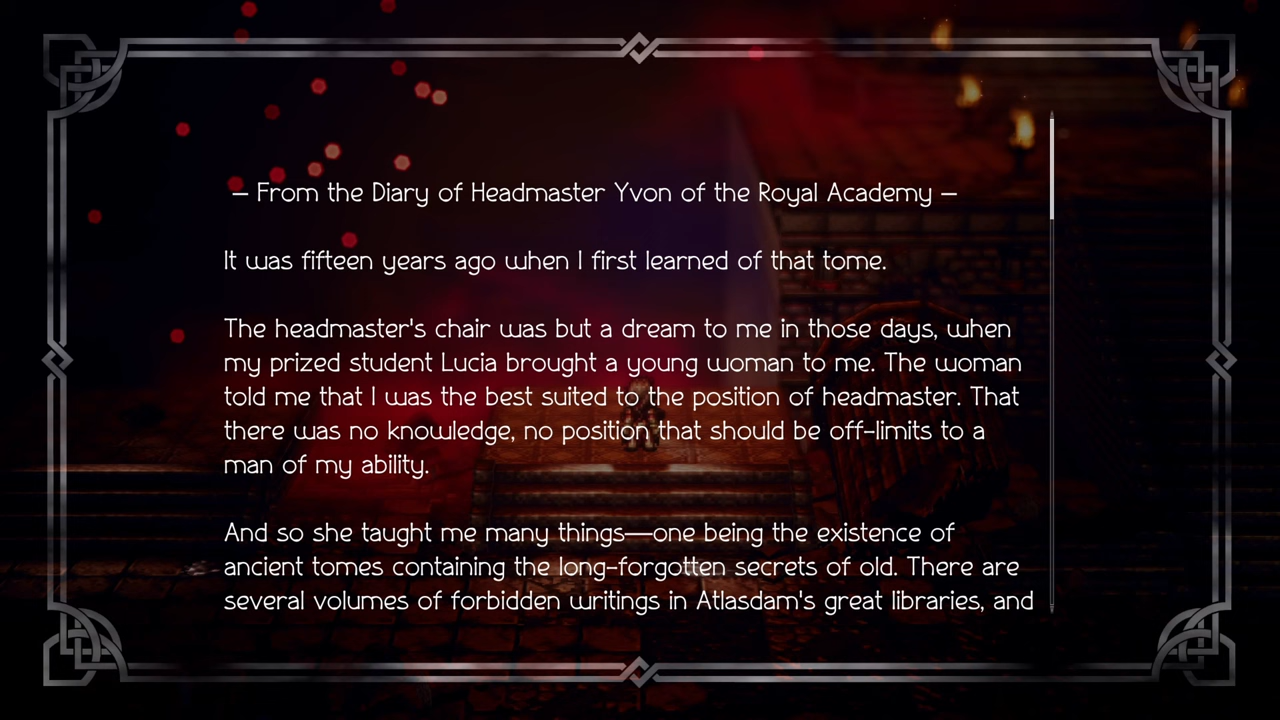 — From the Diary of Headmaster Yvon of the Royal Academy —
It was fifteen years ago when I first learned of that tome.
The headmaster's chair was but a dream to me in those days, when
my prized student Lucia brought a young woman to me. The woman
told me that I was the best suited to the position of headmaster. That
there was no knowledge, no position that should be off-limits to a
man of my ability.
And so she taught me many things—one being the existence of
ancient tomes containing the long-forgotten secrets of old. There are
several volumes of forbidden writings in Atlasdam's great libraries, and